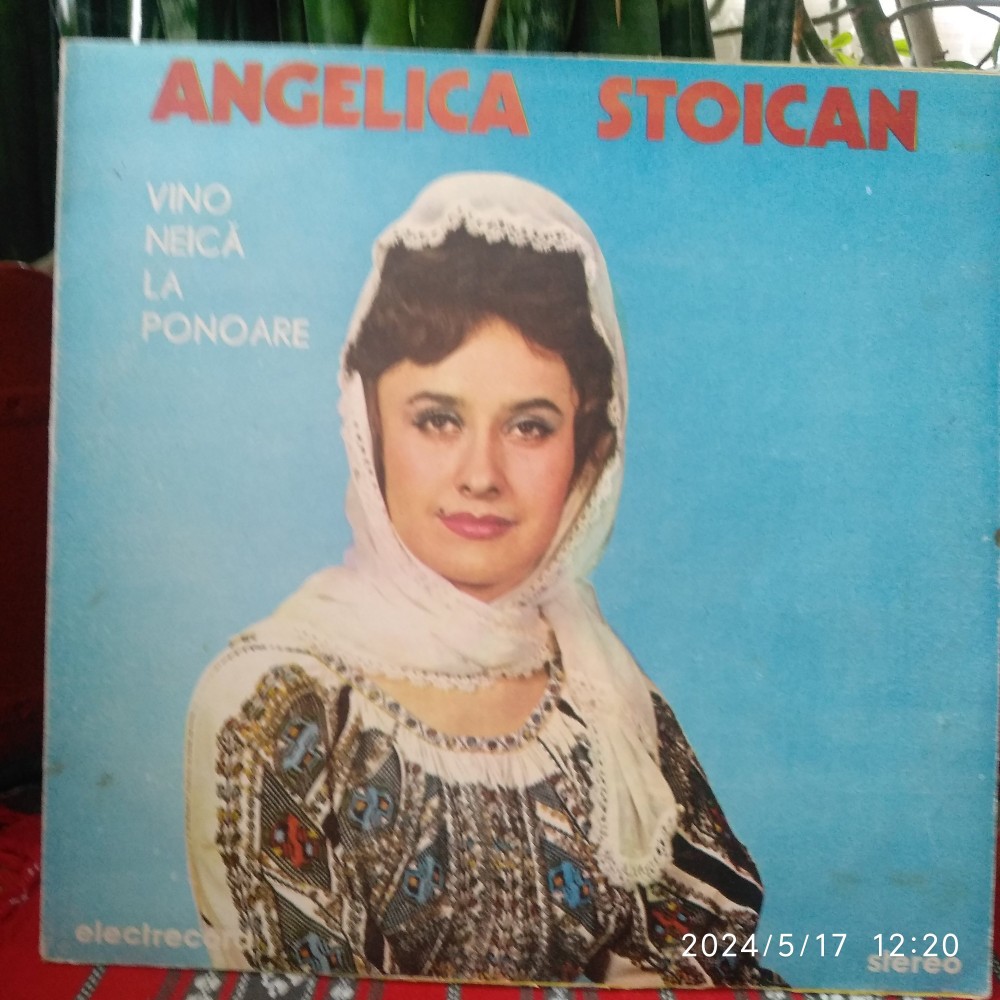 ANGELICA STOICAN
VINO
NEICĂ
LA
PONOARE
electrecord
2024/5/17 12:20
stereo